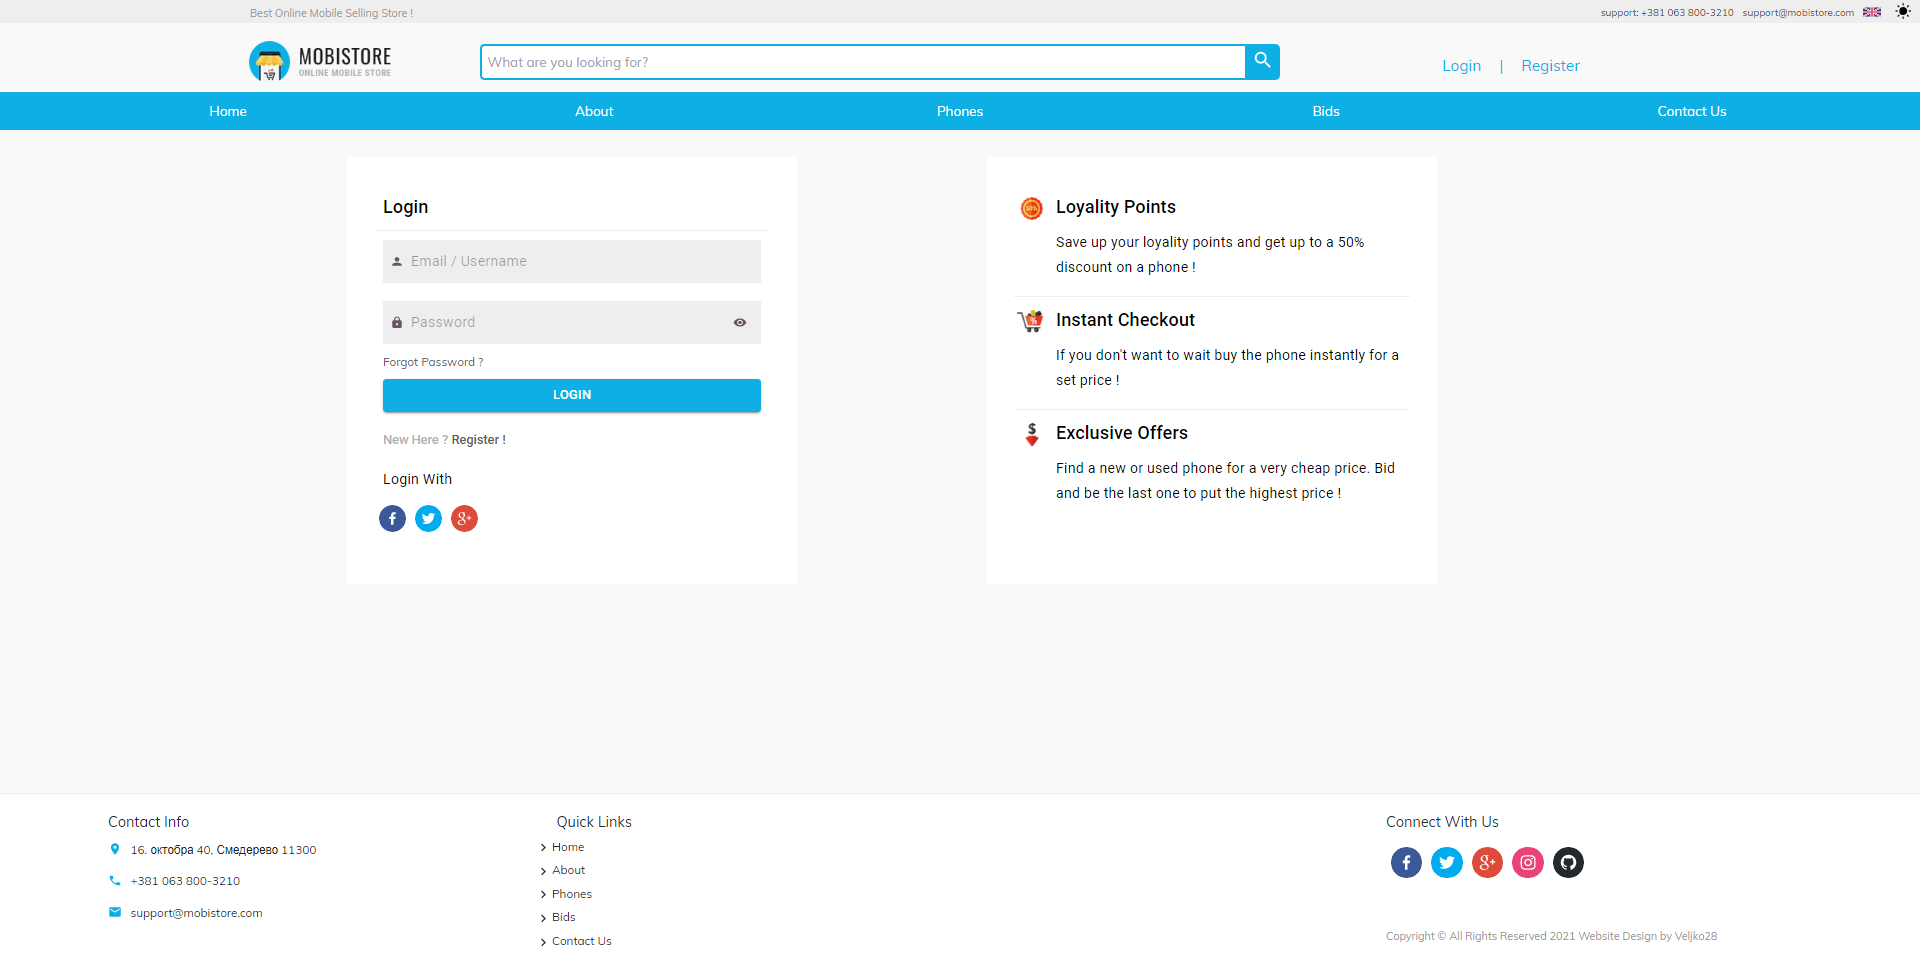 Best Online Mobile Selling Store !
support: +381 063 800-3210 support@mobistore.com
MOBISTORE
ONLINE MOBILE STORE
What are you looking for?
Login | Register
Home About Phones Bids Contact Us
Login
Email / Username
Password
Forgot Password ?
LOGIN
New Here ? Register !
Login With
50%
Loyality Points
Save up your loyality points and get up to a 50%
discount on a phone !
Instant Checkout
If you don't want to wait buy the phone instantly for a
set price !
Exclusive Offers
Find a new or used phone for a very cheap price. Bid
and be the last one to put the highest price !
Contact Info
16. октобра 40, Смедерево 11300
+381 063 800-3210
support@mobistore.com
Quick Links
Home
About
Phones
Bids
Contact Us
Connect With Us
Copyright © All Rights Reserved 2021 Website Design by Veljko28